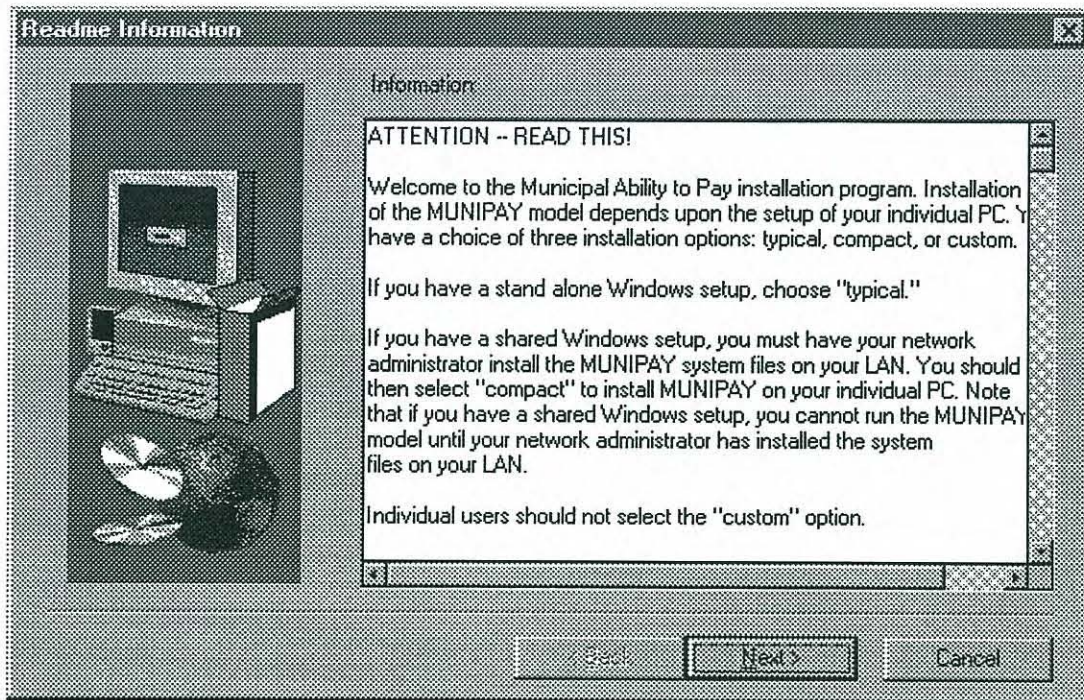 Readme Information
Information
ATTENTION -- READ THIS!
Welcome to the Municipal Ability to Pay installation program. Installation
of the MUNIPAY model depends upon the setup of your individual PC. Y
have a choice of three installation options: typical, compact, or custom.
If you have a stand alone Windows setup, choose "typical."
If you have a shared Windows setup, you must have your network
administrator install the MUNIPAY system files on your LAN. You should
then select "compact" to install MUNIPAY on your individual PC. Note
that if you have a shared Windows setup, you cannot run the MUNIPAY
model until your network administrator has installed the system
files on your LAN.
Individual users should not select the "custom" option.
< Back
Next >
Cancel